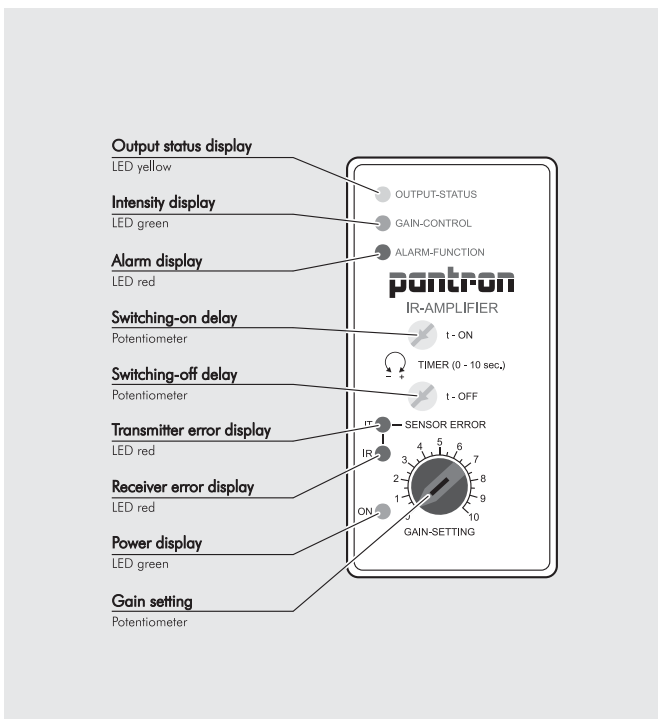 Output status display
LED yellow
Intensity display
LED green
Alarm display
LED red
Switching-on delay
Potentiometer
Switching-off delay
Potentiometer
Transmitter error display
LED red
Receiver error display
LED red
Power display
LED green
Gain setting
Potentiometer
OUTPUT-STATUS
GAIN-CONTROL
ALARM-FUNCTION
pantron
IR-AMPLIFIER
t - ON
- +
TIMER (0 - 10 sec.)
t - OFF
IT
SENSOR ERROR
IR
ON
0 1 2 3 4 5 6 7 8 9 10
GAIN-SETTING